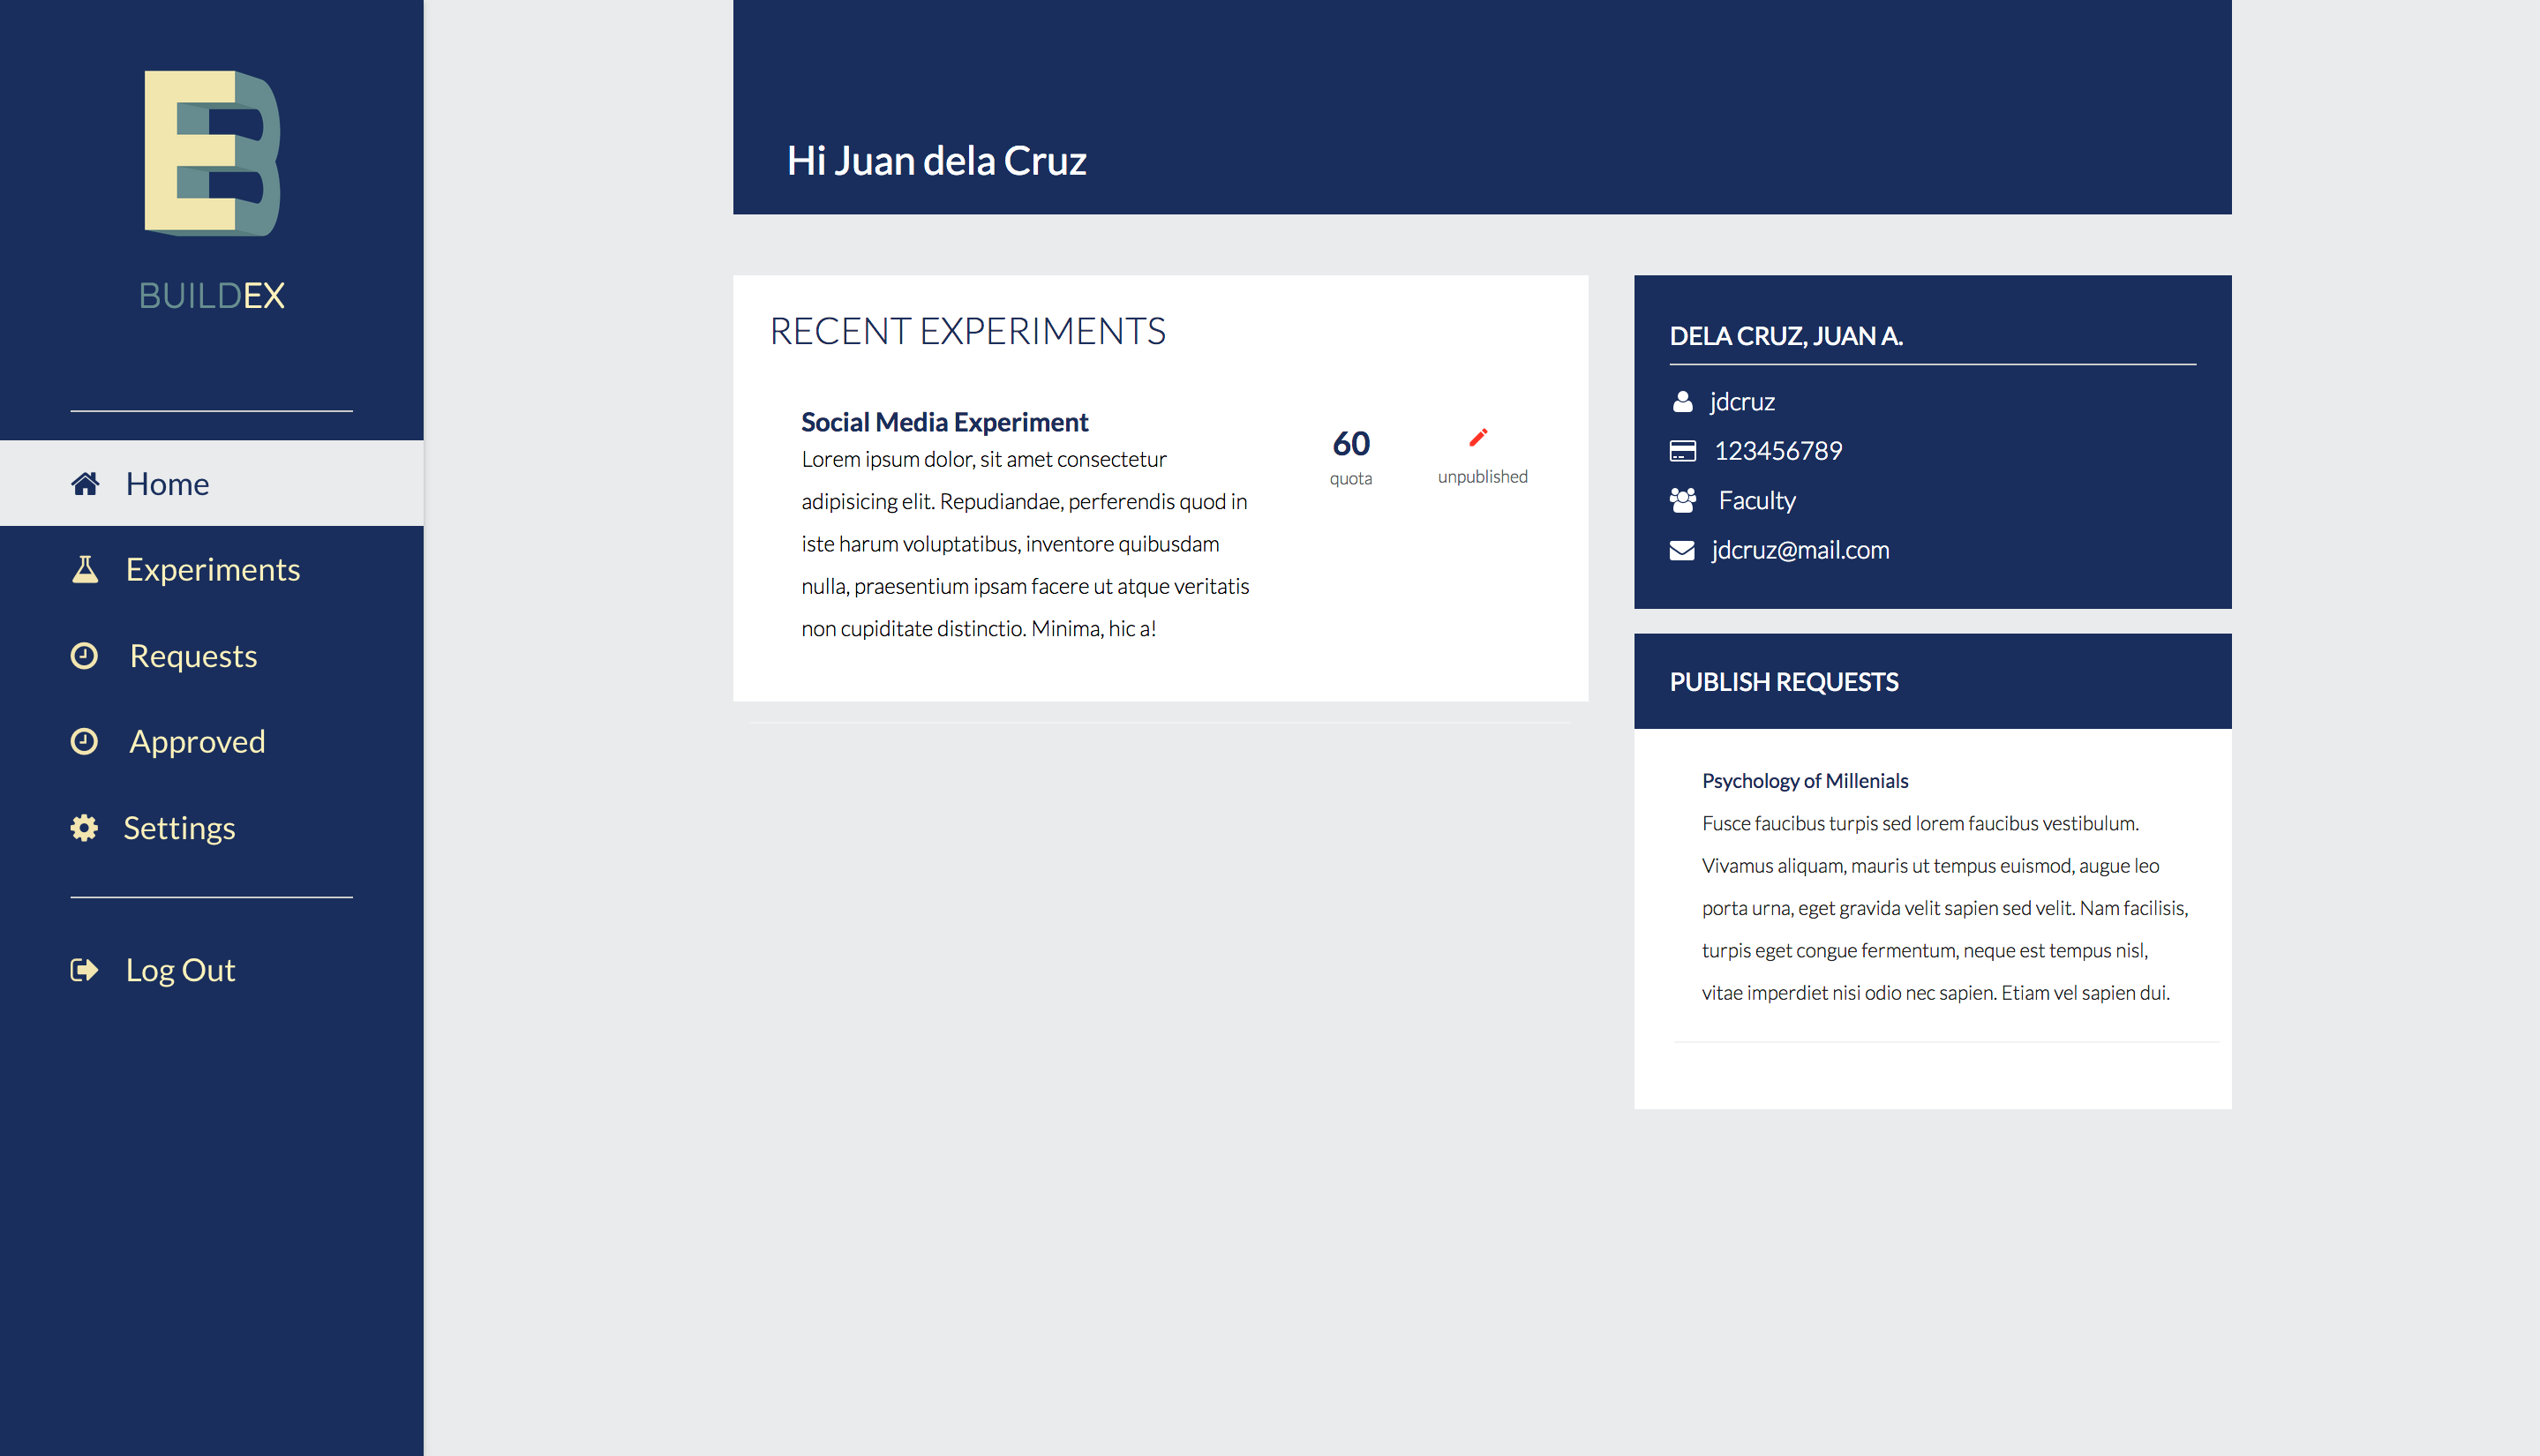 BUILDEX
Home
Experiments
Requests
Approved
Settings
Log Out
Hi Juan dela Cruz
RECENT EXPERIMENTS
Social Media Experiment
Lorem ipsum dolor, sit amet consectetur
adipisicing elit. Repudiandae, perferendis quod in
iste harum voluptatibus, inventore quibusdam
nulla, praesentium ipsam facere ut atque veritatis
non cupiditate distinctio. Minima, hic a!
60
quota
unpublished
DELA CRUZ, JUAN A.
jdcruz
123456789
Faculty
jdcruz@mail.com
PUBLISH REQUESTS
Psychology of Millenials
Fusce faucibus turpis sed lorem faucibus vestibulum.
Vivamus aliquam, mauris ut tempus euismod, augue leo
porta urna, eget gravida velit sapien sed velit. Nam facilisis,
turpis eget congue fermentum, neque est tempus nisl,
vitae imperdiet nisi odio nec sapien. Etiam vel sapien dui.